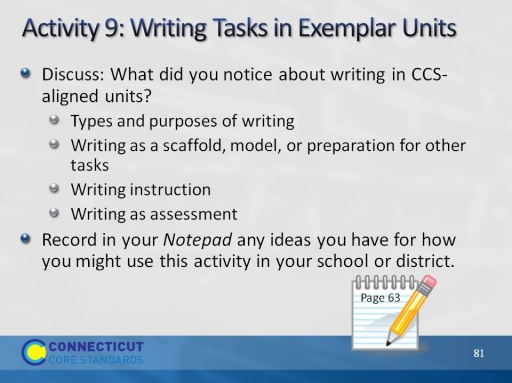 Activity 9: Writing Tasks in Exemplar Units
Discuss: What did you notice about writing in CCS-
aligned units?
Types and purposes of writing
Writing as a scaffold, model, or preparation for other
tasks
Writing instruction
Writing as assessment
Record in your Notepad any ideas you have for how
you might use this activity in your school or district.
Page 63
CONNECTICUT
CORE STANDARDS
81